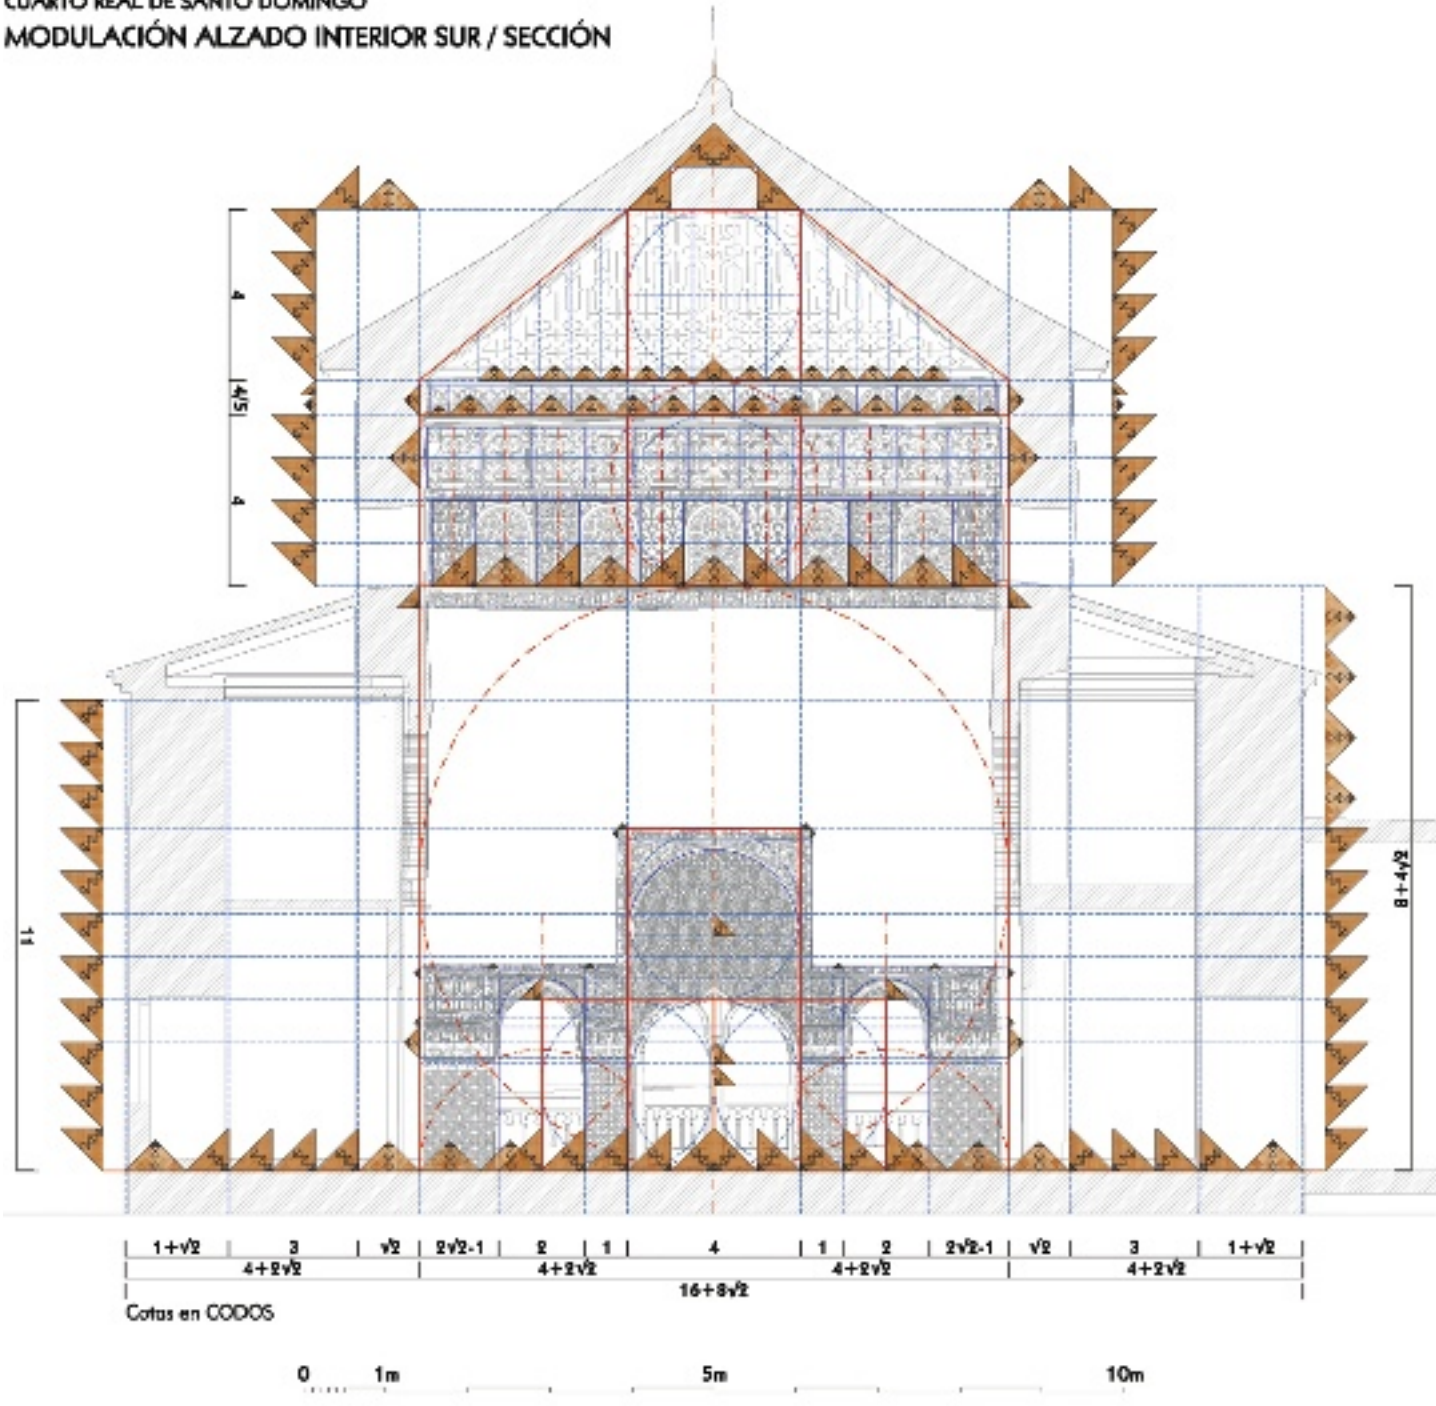 CUARTO REAL DE SANTO DOMINGO
MODULACIÓN ALZADO INTERIOR SUR / SECCIÓN
4
4/5
4
11
8+4√2
1+√2 3 √2 2√2-1 2 1 4 1 2 2√2-1 √2 3 1+√2
4+2√2 4+2√2 4+2√2 4+2√2
16+8√2
Cotas en CODOS
0 1m 5m 10m